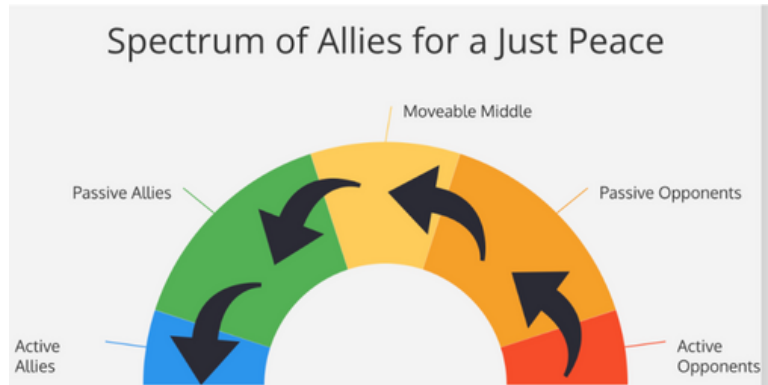 Spectrum of Allies for a Just Peace
Moveable Middle
Passive Allies
Passive Opponents
Active
Allies
Active
Opponents